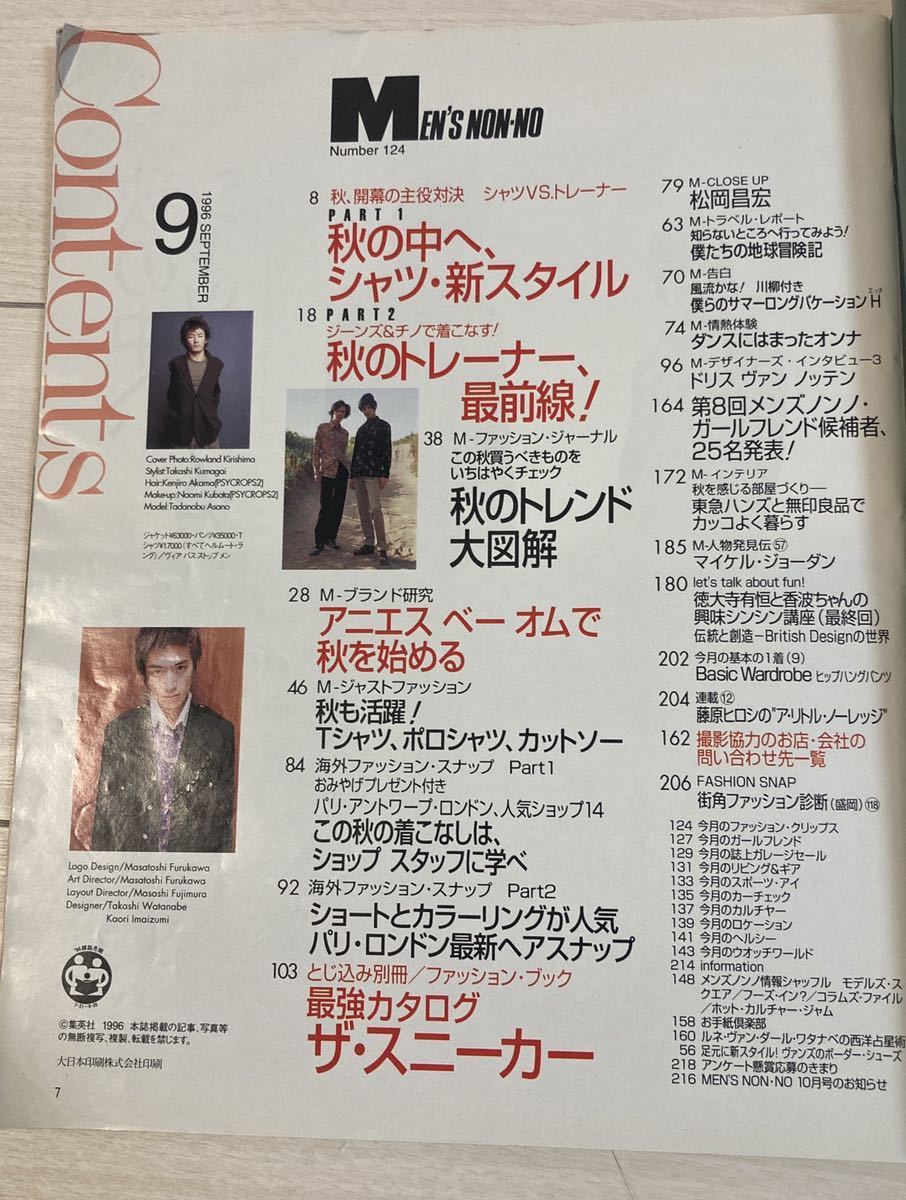 Contents
MEN'S NON·NO
Number 124
9
1996 SEPTEMBER
Cover Photo:Rowland Kirishima
Stylist:Takashi Kumagai
Hair:Kenjiro Akama[PSYCROPS2]
Make-up:Naomi Kubota[PSYCROPS2]
Model:Tadanobu Asano
ジャケット¥63000・パンツ¥35000・T
シャツ¥17000(すべてヘルムート・ラ
ング)/ヴィア バス ストップ メン
Logo Design/Masatoshi Furukawa
Art Director/Masatoshi Furukawa
Layout Director/Masashi Fujimura
Designer/Takashi Watanabe
Kaori Imaizumi
©集英社 1996 本誌掲載の記事、写真等
の無断複写、複製、転載を禁じます。
大日本印刷株式会社印刷
7
8 秋、開幕の主役対決 シャツVS.トレーナー
PART 1
秋の中へ、
シャツ・新スタイル
18 PART2
ジーンズ&チノで着こなす!
秋のトレーナー、
最前線!
38 M-ファッション・ジャーナル
この秋買うべきものを
いちはやくチェック
秋のトレンド
大図解
28 M-ブランド研究
アニエス ベー オムで
秋を始める
46 M-ジャストファッション
秋も活躍!
Tシャツ、ポロシャツ、カットソー
84 海外ファッション・スナップ Part1
おみやげプレゼント付き
パリ・アントワープ・ロンドン、人気ショップ14
この秋の着こなしは、
ショップ スタッフに学べ
92 海外ファッション・スナップ Part2
ショートとカラーリングが人気
パリ・ロンドン最新ヘアスナップ
103 とじ込み別冊/ファッション・ブック
最強カタログ
ザ・スニーカー
79 M-CLOSE UP
松岡昌宏
63 M-トラベル・レポート
知らないところへ行ってみよう!
僕たちの地球冒険記
70 M-告白
風流かな! 川柳付き
僕らのサマーロングバケーションH
エッチ
74 M-情熱体験
ダンスにはまったオンナ
96 M-デザイナーズ・インタビュー3
ドリス ヴァン ノッテン
164 第8回メンズノンノ・
ガールフレンド候補者、
25名発表!
172 M-インテリア
秋を感じる部屋づくり—
東急ハンズと無印良品で
カッコよく暮らす
185 M-人物発見伝57
マイケル・ジョーダン
180 let's talk about fun!
徳大寺有恒と香波ちゃんの
興味シンシン講座(最終回)
伝統と創造−British Designの世界
202 今月の基本の1着(9)
Basic Wardrobe ヒップハングパンツ
204 連載⑫
藤原ヒロシの"ア・リトル・ノーレッジ"
162 撮影協力のお店・会社の
問い合わせ先一覧
206 FASHION SNAP
街角ファッション診断(盛岡)118
124 今月のファッション・クリップス
127 今月のガールフレンド
129 今月の誌上ガレージセール
131 今月のリビング&ギア
133 今月のスポーツ・アイ
135 今月のカーチェック
137 今月のカルチャー
139 今月のロケーション
141 今月のヘルシー
143 今月のウオッチワールド
214 information
148 メンズノンノ情報シャッフル モデルズ・ス
クエア/フーズ・イン?/コラムズ・ファイル
/ホット・カルチャー・ジャム
158 お手紙倶楽部
160 ルネ・ヴァン・ダール・ワタナベの西洋占星術
56 足元に新スタイル! ヴァンズのボーダー・シューズ
218 アンケート懸賞応募のきまり
216 MEN'S NON・NO 10月号のお知らせ